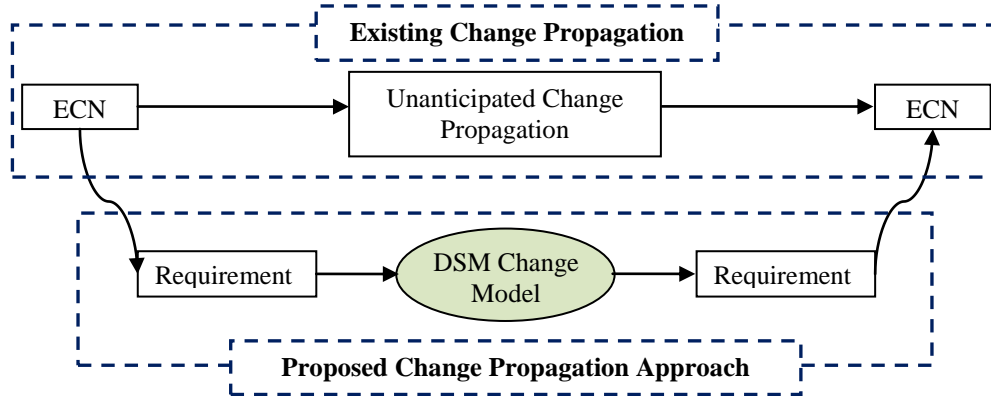 Existing Change Propagation
ECN
Unanticipated Change
Propagation
ECN
Requirement
DSM Change
Model
Requirement
Proposed Change Propagation Approach